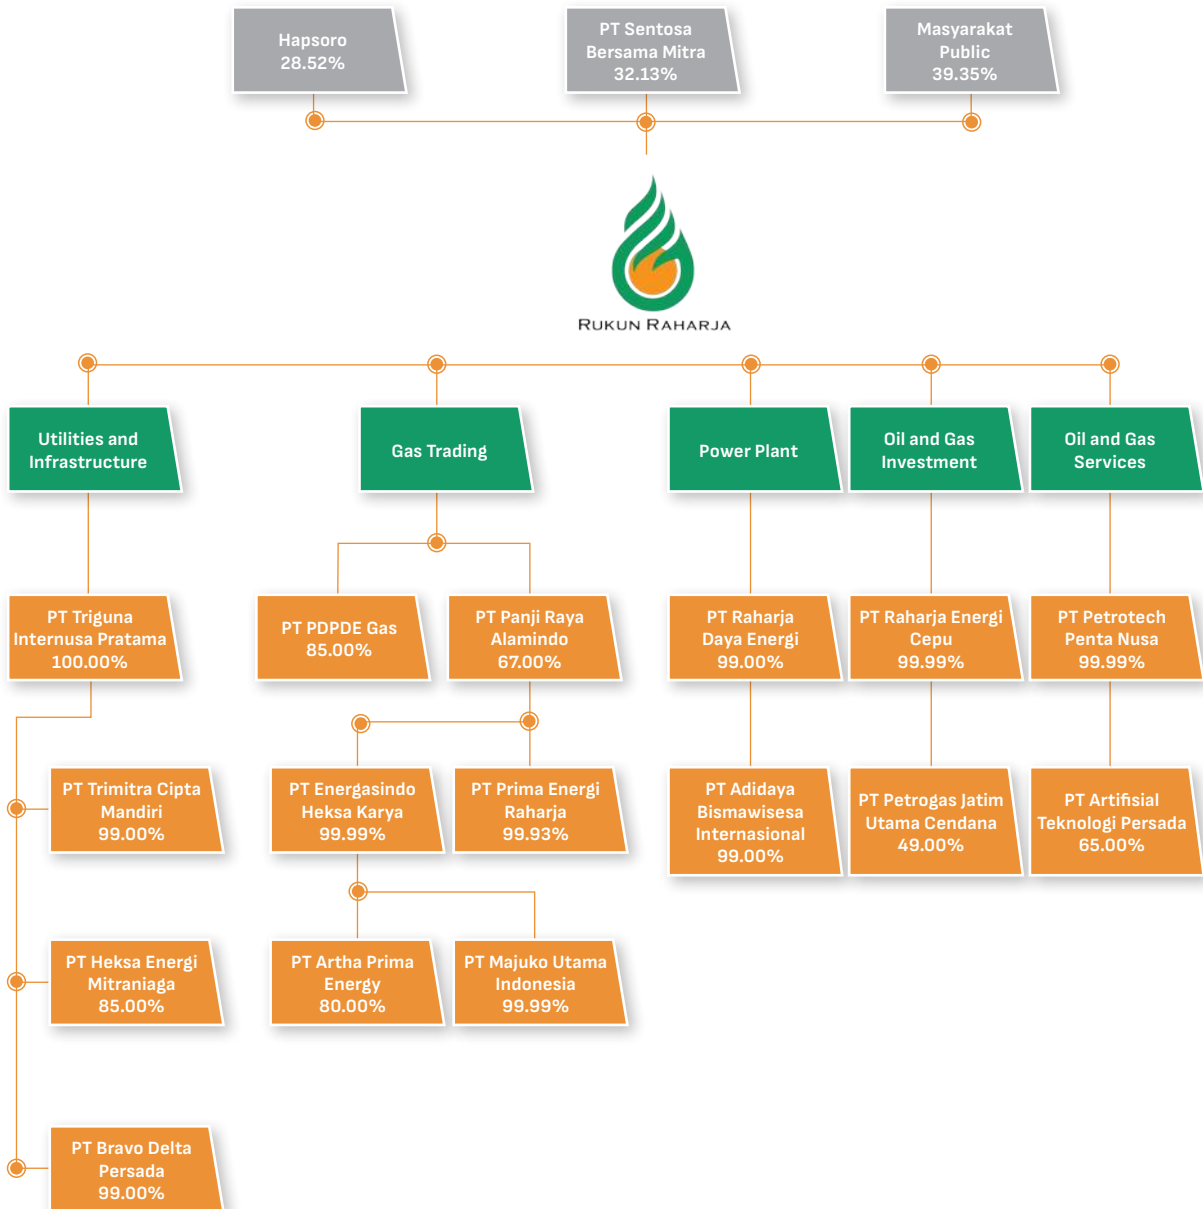 Hapsoro
28.52%
PT Sentosa
Bersama Mitra
32.13%
Masyarakat
Public
39.35%
RUKUN RAHARJA
Utilities and
Infrastructure
Gas Trading
Power Plant
Oil and Gas
Investment
Oil and Gas
Services
PT Triguna
Internusa Pratama
100.00%
PT PDPDE Gas
85.00%
PT Panji Raya
Alamindo
67.00%
PT Raharja
Daya Energi
99.00%
PT Raharja Energi
Cepu
99.99%
PT Petrotech
Penta Nusa
99.99%
PT Trimitra Cipta
Mandiri
99.00%
PT Energasindo
Heksa Karya
99.99%
PT Prima Energi
Raharja
99.93%
PT Adidaya
Bismawisesa
Internasional
99.00%
PT Petrogas Jatim
Utama Cendana
49.00%
PT Artifisial
Teknologi Persada
65.00%
PT Heksa Energi
Mitraniaga
85.00%
PT Artha Prima
Energy
80.00%
PT Majuko Utama
Indonesia
99.99%
PT Bravo Delta
Persada
99.00%